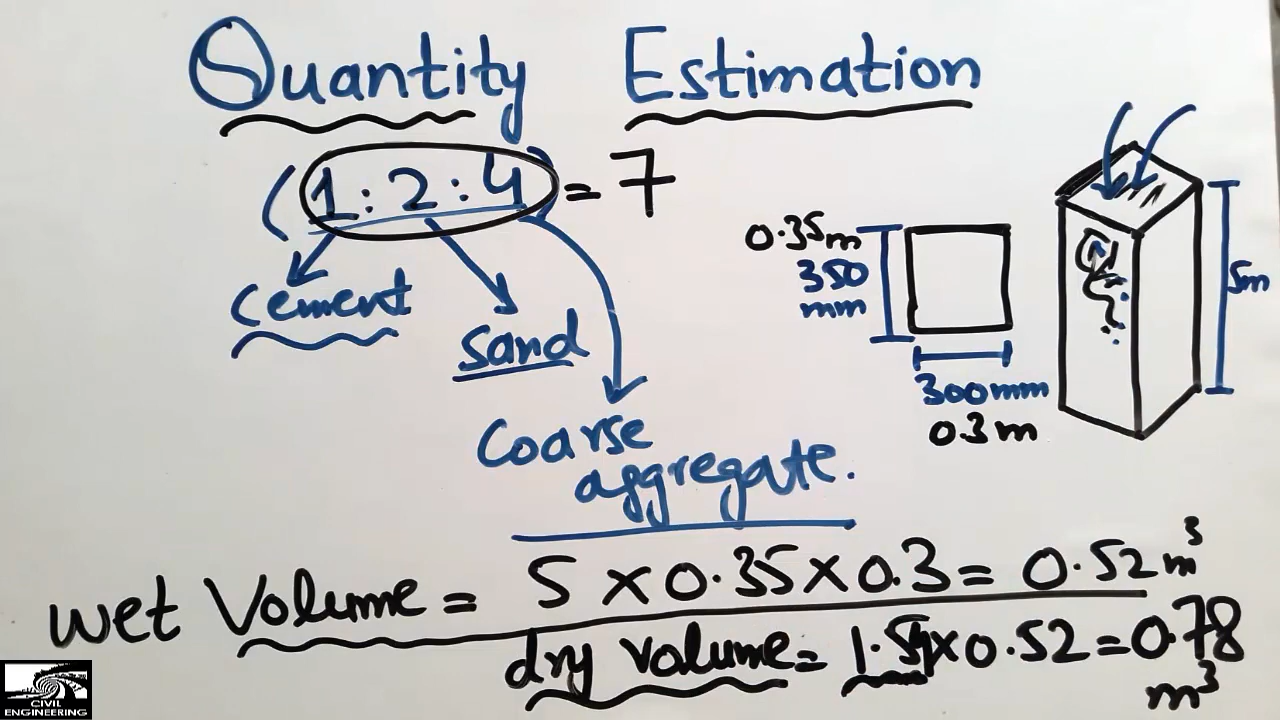 Quantity Estimation
(1:2:4) = 7
cement
sand
coarse
aggregate.
0.35m
350
mm
300mm
0.3m
5m
wet Volume = 5 x 0.35 x 0.3 = 0.52 m³
dry volume = 1.54 x 0.52 = 0.78
m³
CIVIL
ENGINEERING